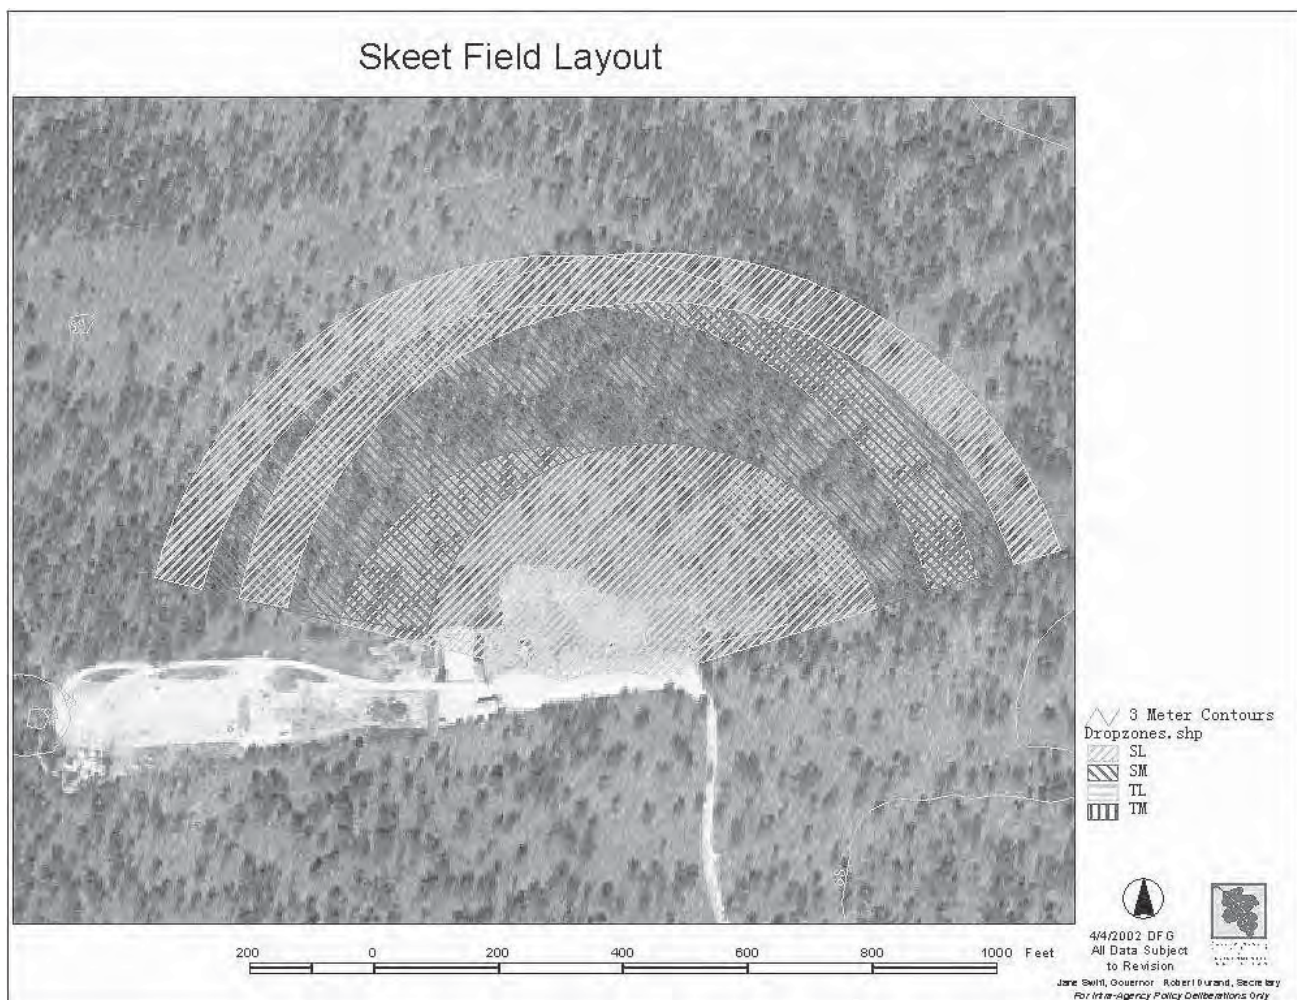 Skeet Field Layout
3 Meter Contours
Dropzones.shp
SL
SM
TL
TM
200 0 200 400 600 800 1000 Feet
4/4/2002 DFG
All Data Subject
to Revision
Jane Swift, Governor Robert Durand, Secretary
For Intra-Agency Policy Deliberations Only